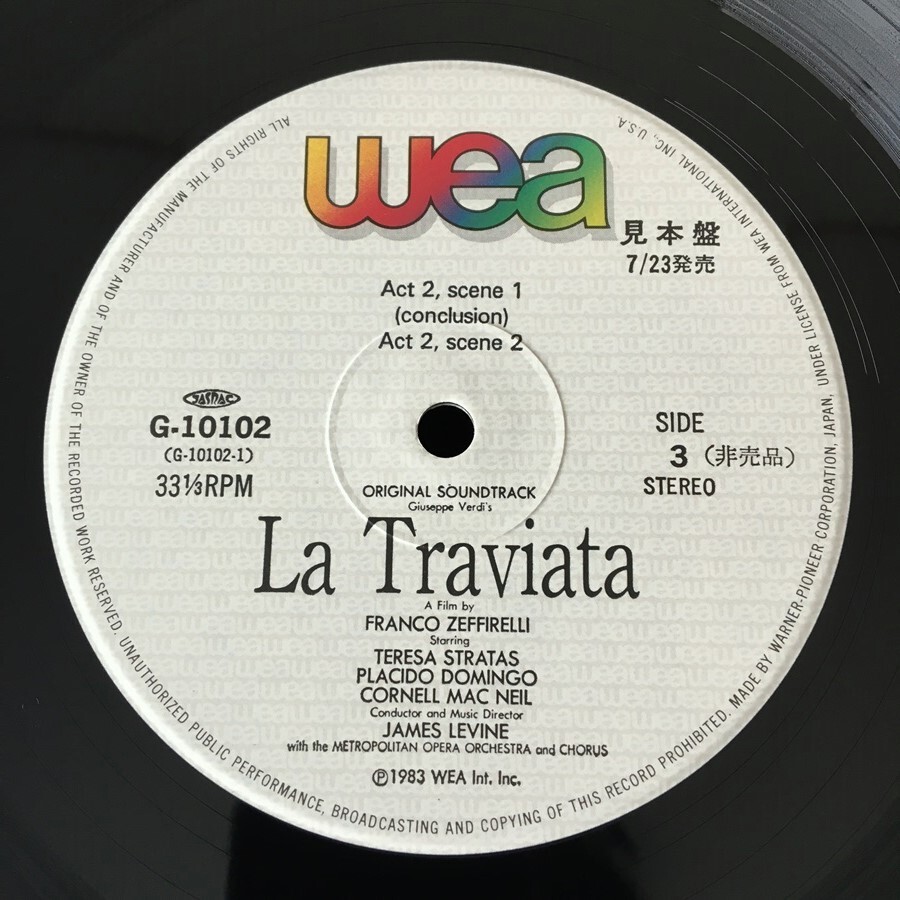 wea
見本盤
7/23発売
Act 2, scene 1
(conclusion)
Act 2, scene 2
JASRAC
G-10102
(G-10102-1)
33⅓RPM
SIDE
3 (非売品)
STEREO
ORIGINAL SOUNDTRACK
Giuseppe Verdi's
La Traviata
A Film by
FRANCO ZEFFIRELLI
Starring
TERESA STRATAS
PLACIDO DOMINGO
CORNELL MAC NEIL
Conductor and Music Director
JAMES LEVINE
with the METROPOLITAN OPERA ORCHESTRA and CHORUS
Ⓟ1983 WEA Int. Inc.
ALL RIGHTS OF THE MANUFACTURER AND OF THE OWNER OF THE RECORDED WORK RESERVED. UNAUTHORIZED PUBLIC PERFORMANCE, BROADCASTING AND COPYING OF THIS RECORD PROHIBITED. MADE BY WARNER-PIONEER CORPORATION, JAPAN, UNDER LICENSE FROM WEA INTERNATIONAL INC., U.S.A